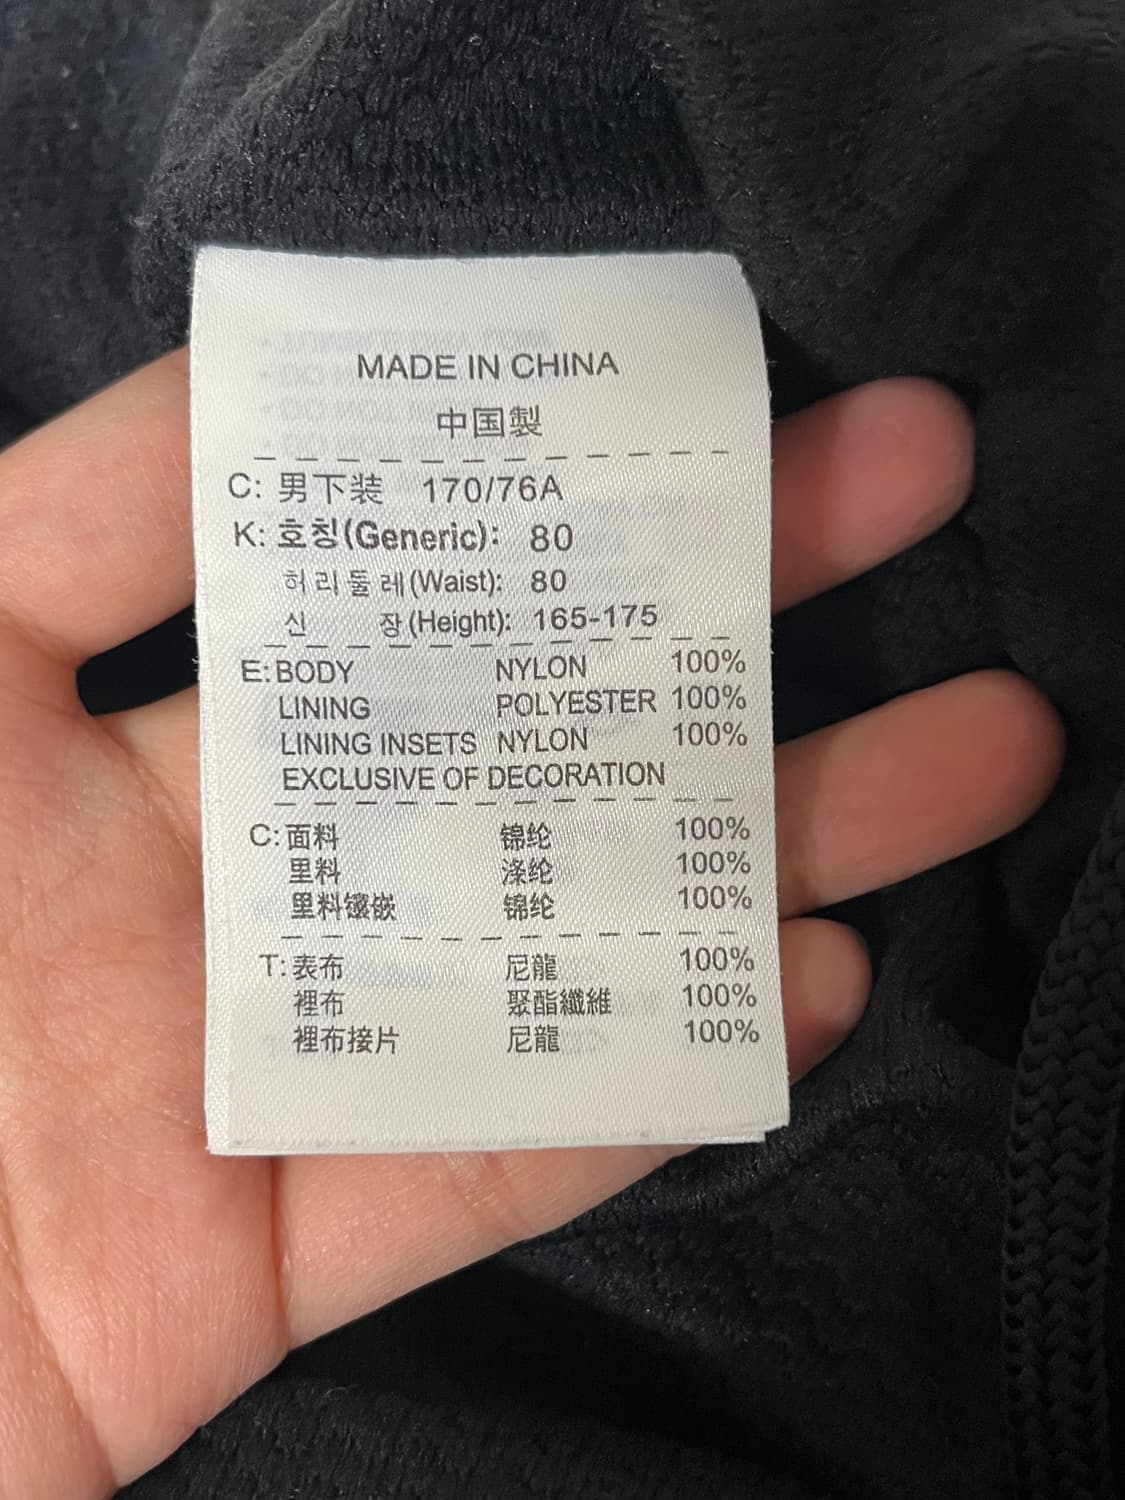 MADE IN CHINA
中国製
C: 男下装 170/76A
K: 호칭(Generic): 80
허리둘레(Waist): 80
신 장(Height): 165-175
E: BODY NYLON 100%
LINING POLYESTER 100%
LINING INSETS NYLON 100%
EXCLUSIVE OF DECORATION
C: 面料 锦纶 100%
里料 涤纶 100%
里料镶嵌 锦纶 100%
T: 表布 尼龍 100%
裡布 聚酯纖維 100%
裡布接片 尼龍 100%